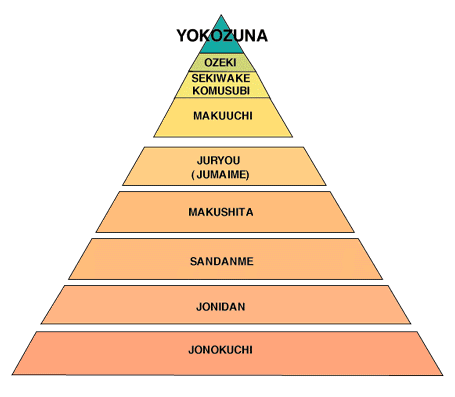 YOKOZUNA
OZEKI
SEKIWAKE
KOMUSUBI
MAKUUCHI
JURYOU
(JUMAIME)
MAKUSHITA
SANDANME
JONIDAN
JONOKUCHI